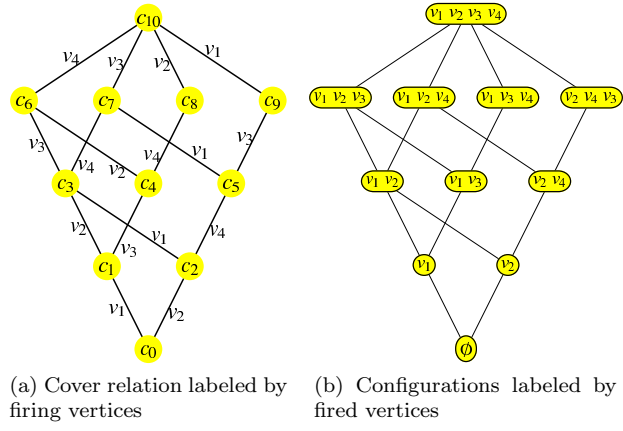 c10
v1 v2 v3 v4
v4 v3 v2 v1
c6 c7 c8 c9
v1 v2 v3 v1 v2 v4 v1 v3 v4 v2 v4 v3
v3 v4 v2 v4 v1 v3
c3 c4 c5
v1 v2 v1 v3 v2 v4
v2 v3 v1 v4
c1 c2
v1 v2
v1 v2
c0
ϕ
(a) Cover relation labeled by
firing vertices
(b) Configurations labeled by
fired vertices